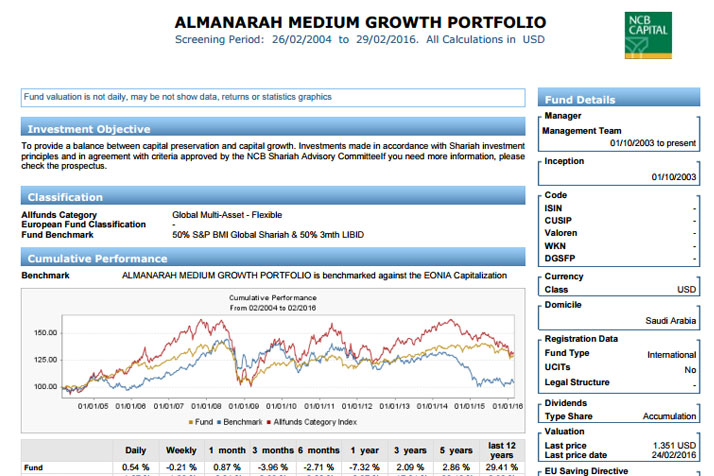 ALMANARAH MEDIUM GROWTH PORTFOLIO
Screening Period: 26/02/2004 to 29/02/2016. All Calculations in USD
NCB
CAPITAL
Fund valuation is not daily, may be not show data, returns or statistics graphics
Investment Objective
To provide a balance between capital preservation and capital growth. Investments made in accordance with Shariah investment
principles and in agreement with criteria approved by the NCB Shariah Advisory CommitteeIf you need more information, please
check the prospectus.
Classification
Allfunds Category Global Multi-Asset - Flexible
European Fund Classification -
Fund Benchmark 50% S&P BMI Global Shariah & 50% 3mth LIBID
Cumulative Performance
Benchmark ALMANARAH MEDIUM GROWTH PORTFOLIO is benchmarked against the EONIA Capitalization
Cumulative Performance
From 02/2004 to 02/2016
150.00
125.00
100.00
01/01/05 01/01/06 01/01/07 01/01/08 01/01/09 01/01/10 01/01/11 01/01/12 01/01/13 01/01/14 01/01/15 01/01/16
Fund Benchmark Allfunds Category Index
Daily Weekly 1 month 3 months 6 months 1 year 3 years 5 years last 12 years
Fund 0.54 % -0.21 % 0.87 % -3.96 % -2.71 % -7.32 % 2.09 % 2.86 % 29.41 %
Fund Details
Manager
Management Team
01/10/2003 to present
Inception
01/10/2003
Code
ISIN -
CUSIP -
Valoren -
WKN -
DGSFP -
Currency
Class USD
Domicile
Saudi Arabia
Registration Data
Fund Type International
UCITs No
Legal Structure -
Dividends
Type Share Accumulation
Valuation
Last price 1.351 USD
Last price date 24/02/2016
EU Saving Directive